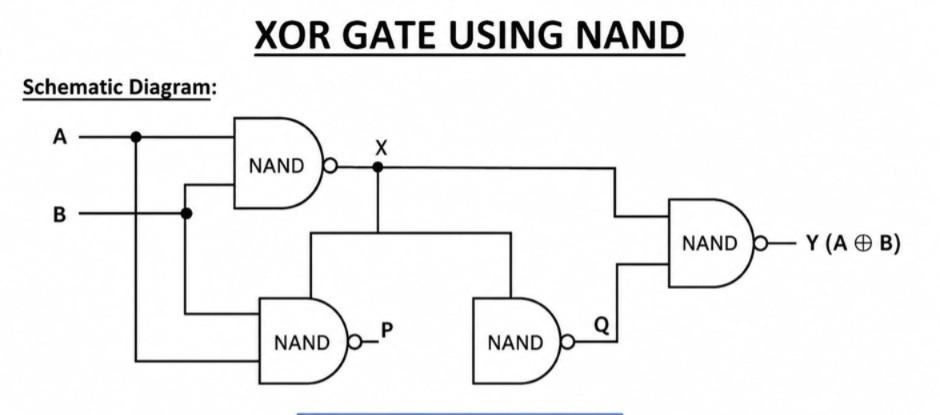 XOR GATE USING NAND
Schematic Diagram:
A
B
NAND
X
NAND
Y (A ⊕ B)
NAND
P
NAND
Q